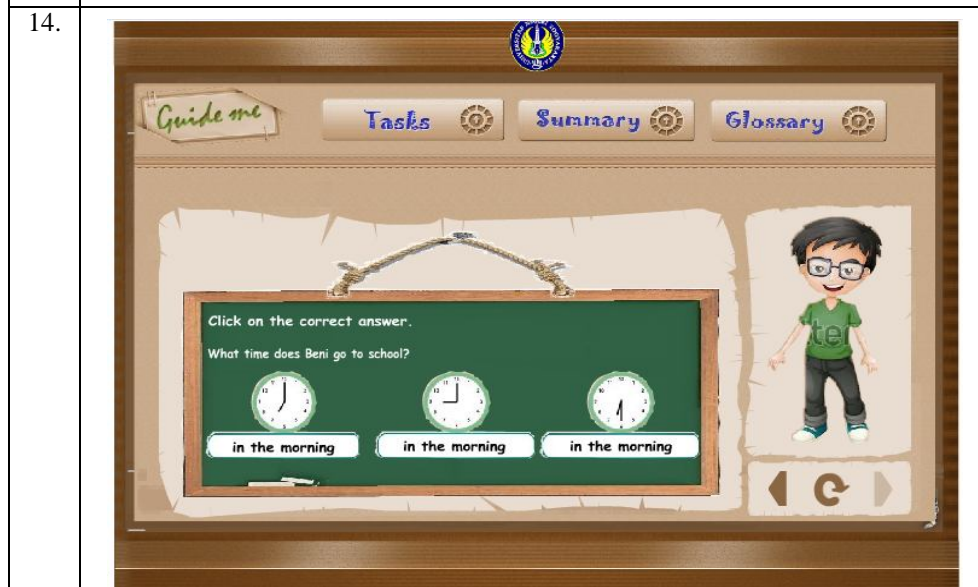 14.
Guide me
Tasks
Summary
Glossary
Click on the correct answer.
What time does Beni go to school?
in the morning
in the morning
in the morning